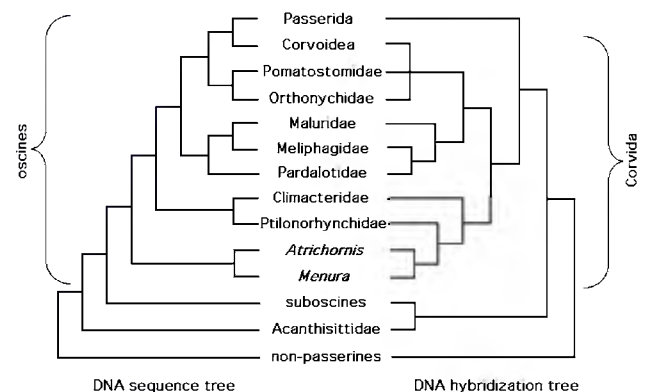 Passerida
Corvoidea
Pomatostomidae
Orthonychidae
Maluridae
Meliphagidae
Pardalotidae
Climacteridae
Ptilonorhynchidae
Atrichornis
Menura
suboscines
Acanthisittidae
non-passerines
oscines
Corvida
DNA sequence tree
DNA hybridization tree